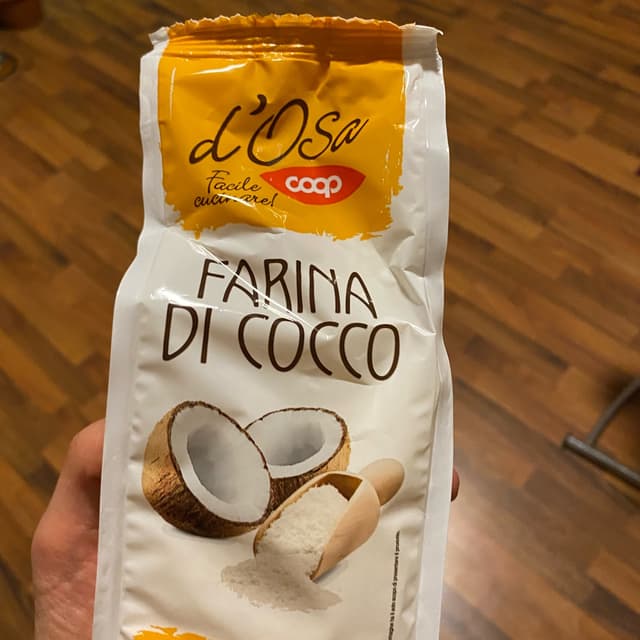 d'Osa
Facile
cucinare!
coop
FARINA
DI COCCO